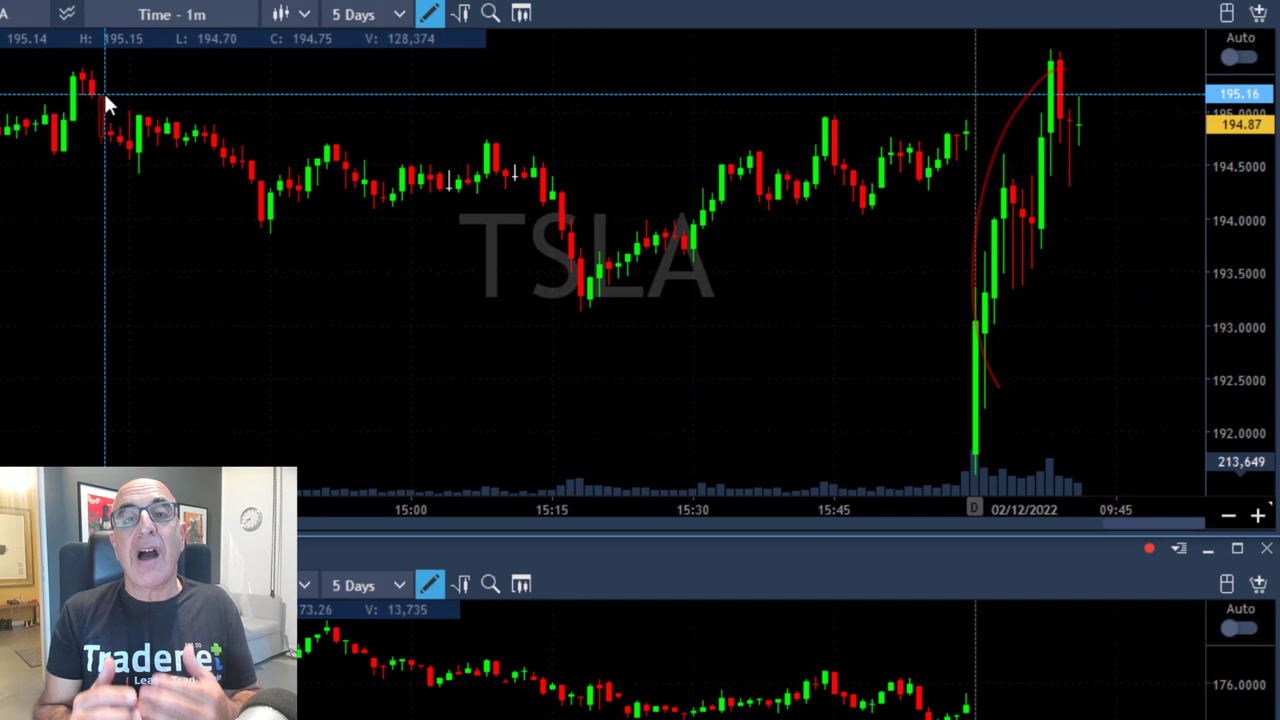 A Time - 1m 5 Days
195.14 H: 195.15 L: 194.70 C: 194.75 V: 128,374
Auto
195.16
195.0000
194.87
194.5000
194.0000
TSLA
193.5000
193.0000
192.5000
192.0000
213,649
15:00 15:15 15:30 15:45 D 02/12/2022 09:45
5 Days
73.26 V: 13,735
Auto
176.0000